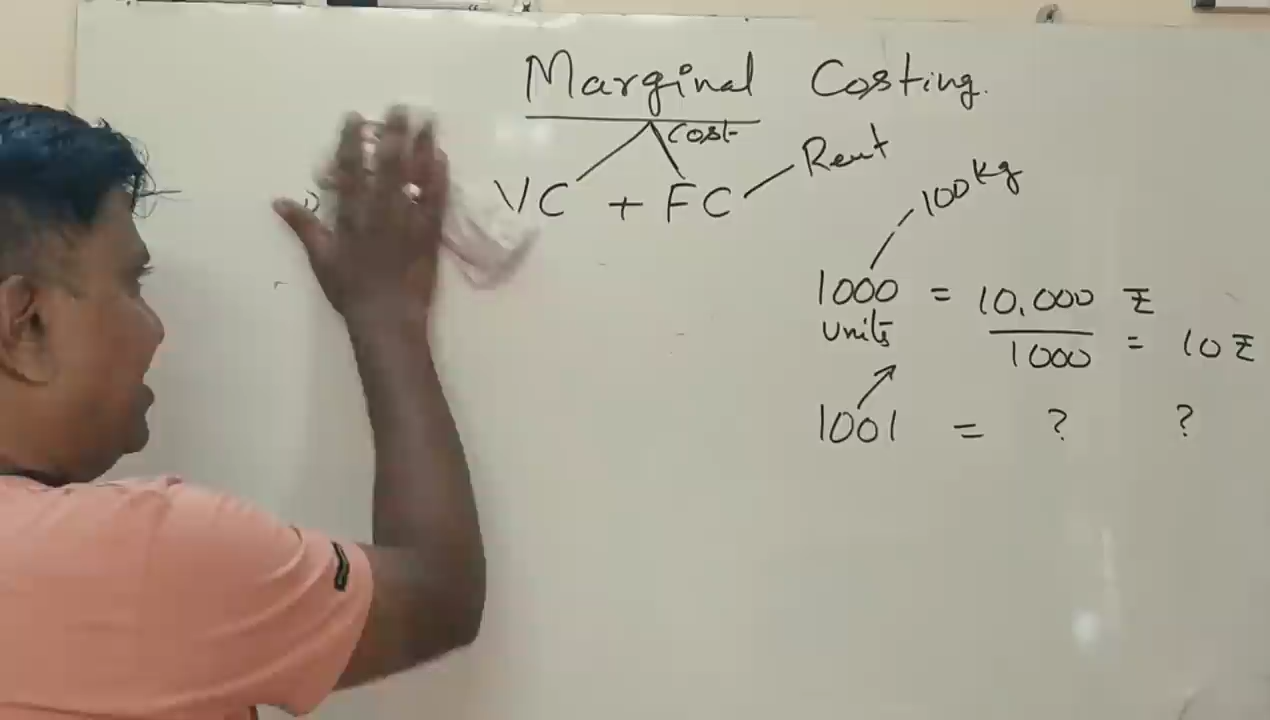 Marginal Costing.
Cost
Rent
VC + FC
100 kg
1000 = 10,000 ₹
units
1000 = 10 ₹
1001 = ? ?